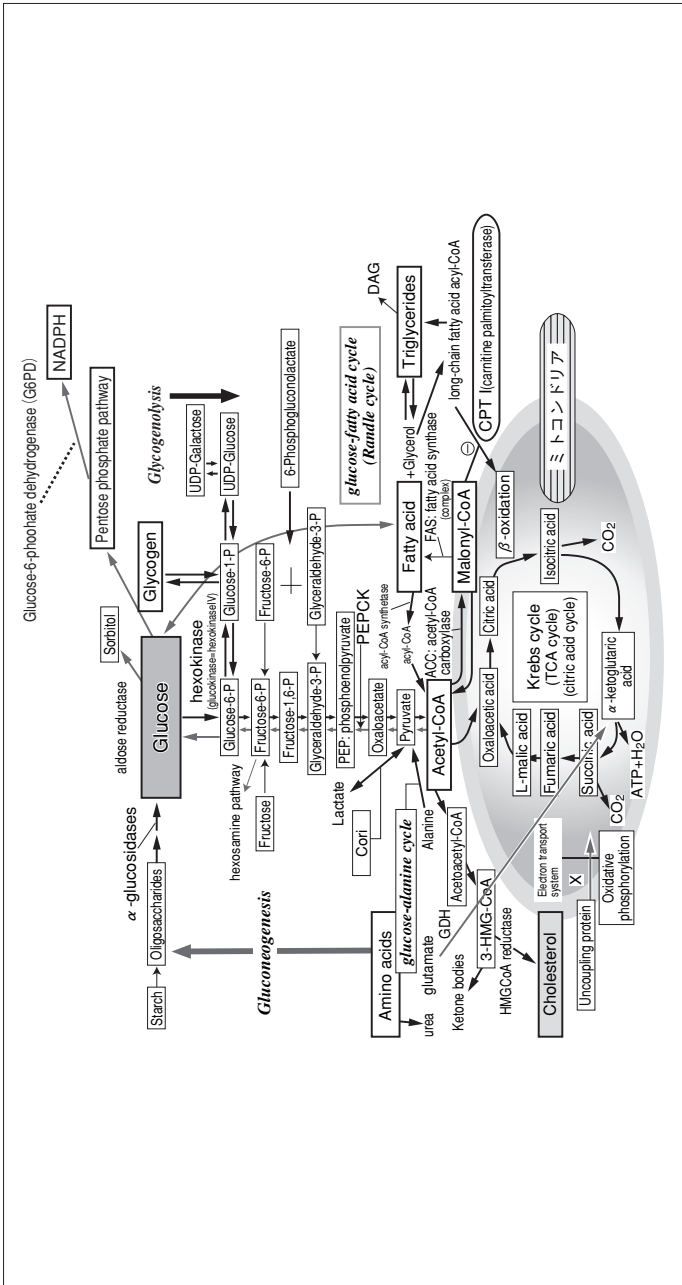 Glucose-6-phoohate dehydrogenase (G6PD)
NADPH
Pentose phosphate pathway
Sorbitol
aldose reductase
Glucose
Glycogen
Glycogenolysis
α-glucosidases
Starch
Oligosaccharides
hexokinase
(glucokinase=hexokinaseIV)
UDP-Galactose
UDP-Glucose
Glucose-1-P
Glucose-6-P
hexosamine pathway
Fructose
Fructose-6-P
Fructose-6-P
6-Phosphogluconolactate
Fructose-1,6-P
+
Glyceraldehyde-3-P
Glyceraldehyde-3-P
Gluconeogenesis
PEP: phosphoenolpyruvate
PEPCK
Oxaloacetate
glucose-fatty acid cycle
(Randle cycle)
Lactate
Cori
Pyruvate
acyl-CoA synthetase
acyl-CoA
Fatty acid
+Glycerol
Triglycerides
DAG
Amino acids
glucose-alanine cycle
Alanine
Acetyl-CoA
ACC: acetyl-CoA
carboxylase
FAS: fatty acid synthase
(complex)
Malonyl-CoA
long-chain fatty acid acyl-CoA
⊖
CPT I(carnitine palmitoyltransferase)
urea
glutamate
GDH
Acetoacetyl-CoA
Ketone bodies
3-HMG-CoA
HMGCoA reductase
Cholesterol
β-oxidation
Oxaloacetic acid
Citric acid
Isocitric acid
CO2
L-malic acid
Fumaric acid
Succinic acid
Krebs cycle
(TCA cycle)
(citric acid cycle)
α-ketoglutaric
acid
CO2
ATP+H2O
Electron transport
system
X
Uncoupling protein
Oxidative
phosphorylation
ミトコンドリア